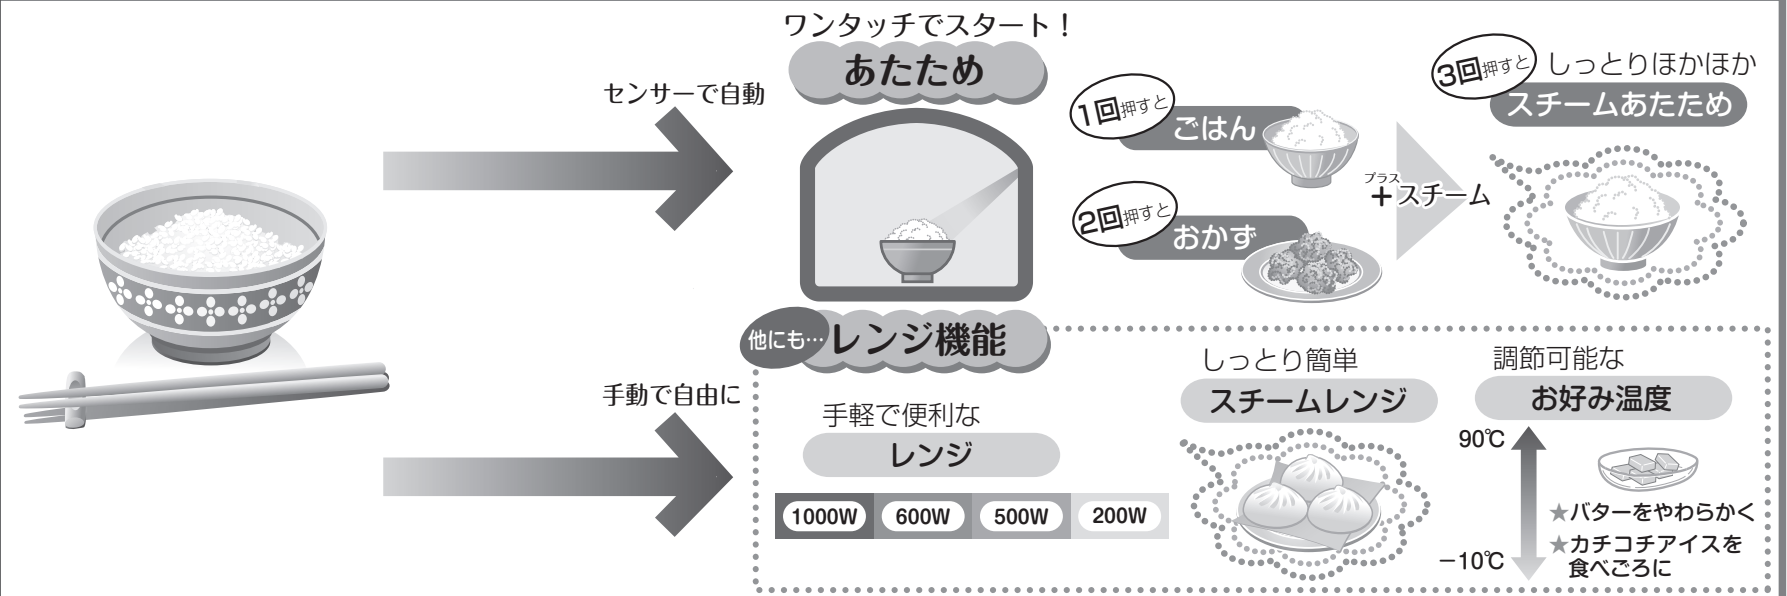 センサーで自動
ワンタッチでスタート！
あたため
1回押すと
ごはん
2回押すと
おかず
プラス
+スチーム
3回押すと
しっとりほかほか
スチームあたため
手動で自由に
他にも…
レンジ機能
手軽で便利な
レンジ
1000W 600W 500W 200W
しっとり簡単
スチームレンジ
調節可能な
お好み温度
90℃
−10℃
★バターをやわらかく
★カチコチアイスを
食べごろに